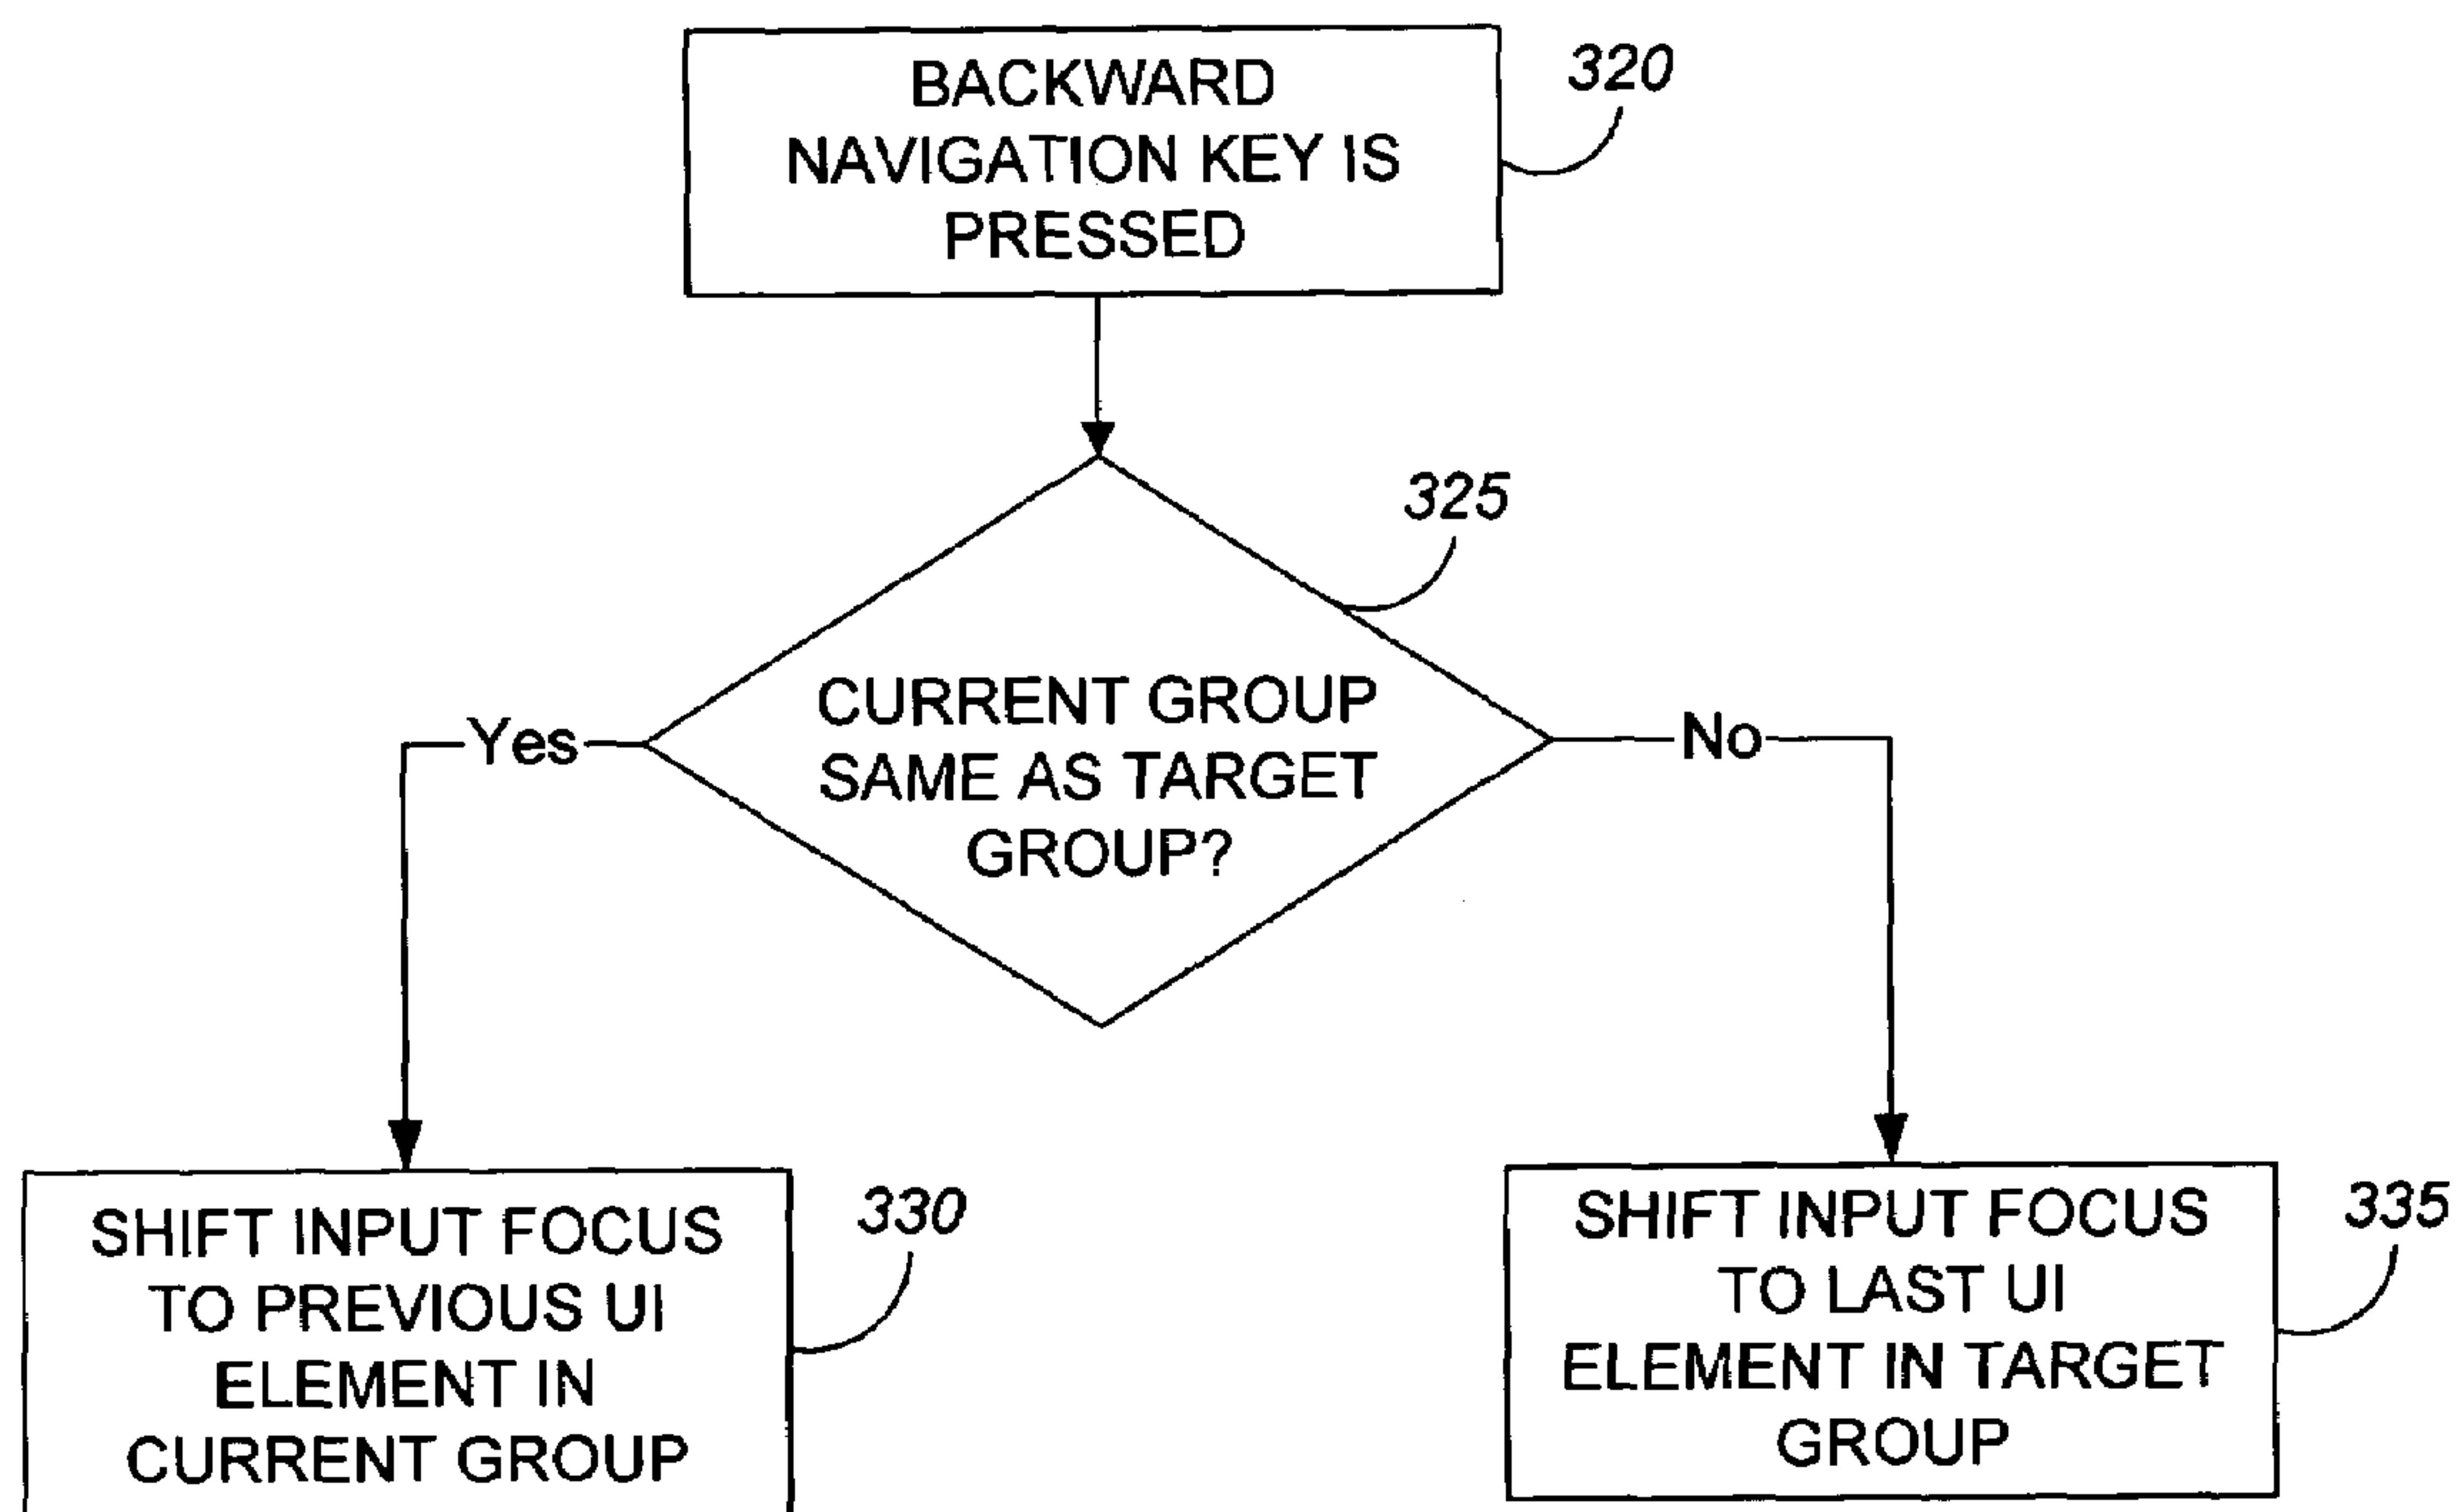 BACKWARD
NAVIGATION KEY IS
PRESSED
320
325
CURRENT GROUP
SAME AS TARGET
GROUP?
Yes
No
SHIFT INPUT FOCUS
TO PREVIOUS UI
ELEMENT IN
CURRENT GROUP
330
SHIFT INPUT FOCUS
TO LAST UI
ELEMENT IN TARGET
GROUP
335